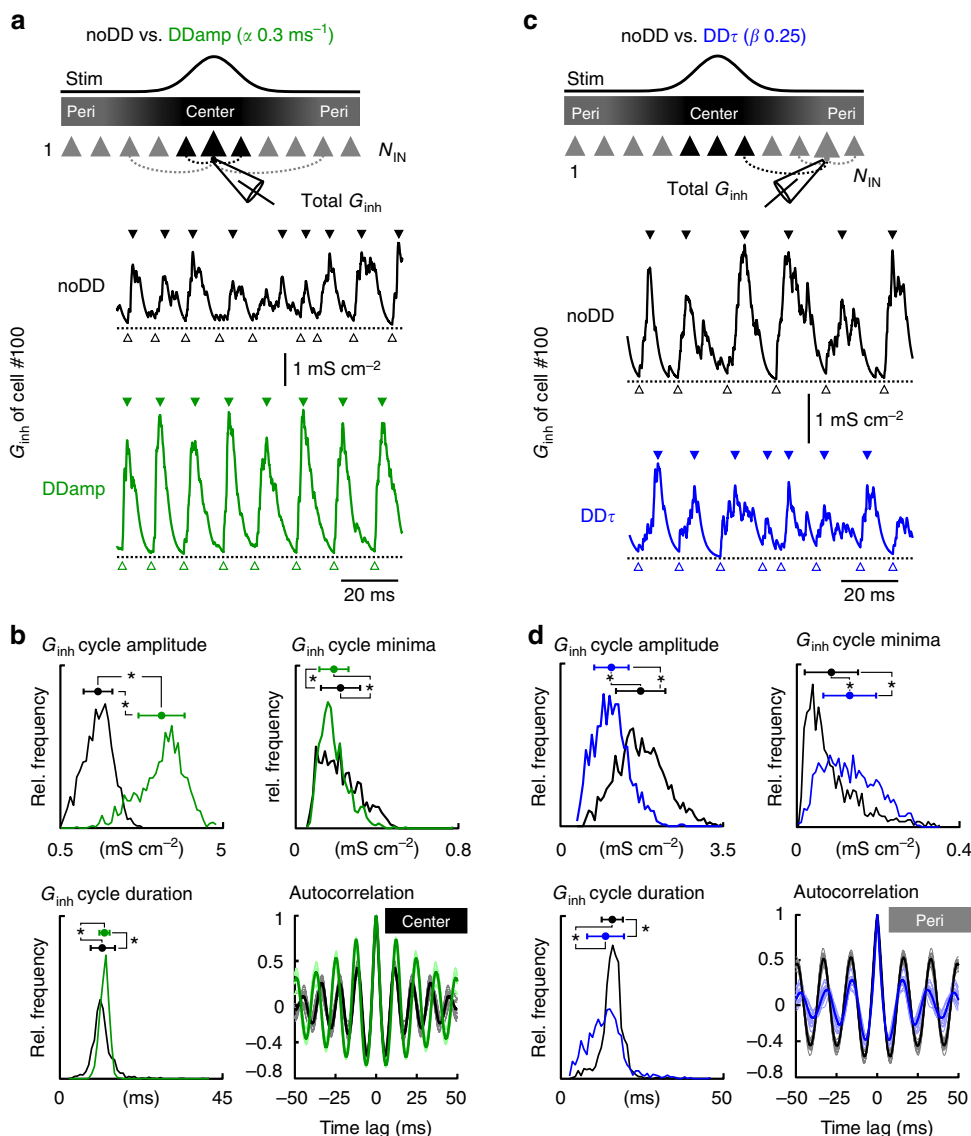 a
noDD vs. DDamp (α 0.3 ms⁻¹)
Stim
Peri Center Peri
1 N_IN
Total G_inh
noDD
1 mS cm⁻²
DDamp
G_inh of cell #100
20 ms
c
noDD vs. DDτ (β 0.25)
Stim
Peri Center Peri
1 N_IN
Total G_inh
noDD
1 mS cm⁻²
DDτ
G_inh of cell #100
20 ms
b
G_inh cycle amplitude
Rel. frequency
*
*
0.5 (mS cm⁻²) 5
G_inh cycle minima
rel. frequency
* *
0 (mS cm⁻²) 0.8
G_inh cycle duration
Rel. frequency
* *
0 (ms) 45
Autocorrelation
Center
1
0.5
0
−0.4
−0.8
−50 −25 0 25 50
Time lag (ms)
d
G_inh cycle amplitude
Rel. frequency
* *
0 (mS cm⁻²) 3.5
G_inh cycle minima
Rel. frequency
* *
0 (mS cm⁻²) 0.4
G_inh cycle duration
Rel. frequency
* *
0 (ms) 45
Autocorrelation
Peri
1
0.5
0
−0.4
−0.8
−50 −25 0 25 50
Time lag (ms)